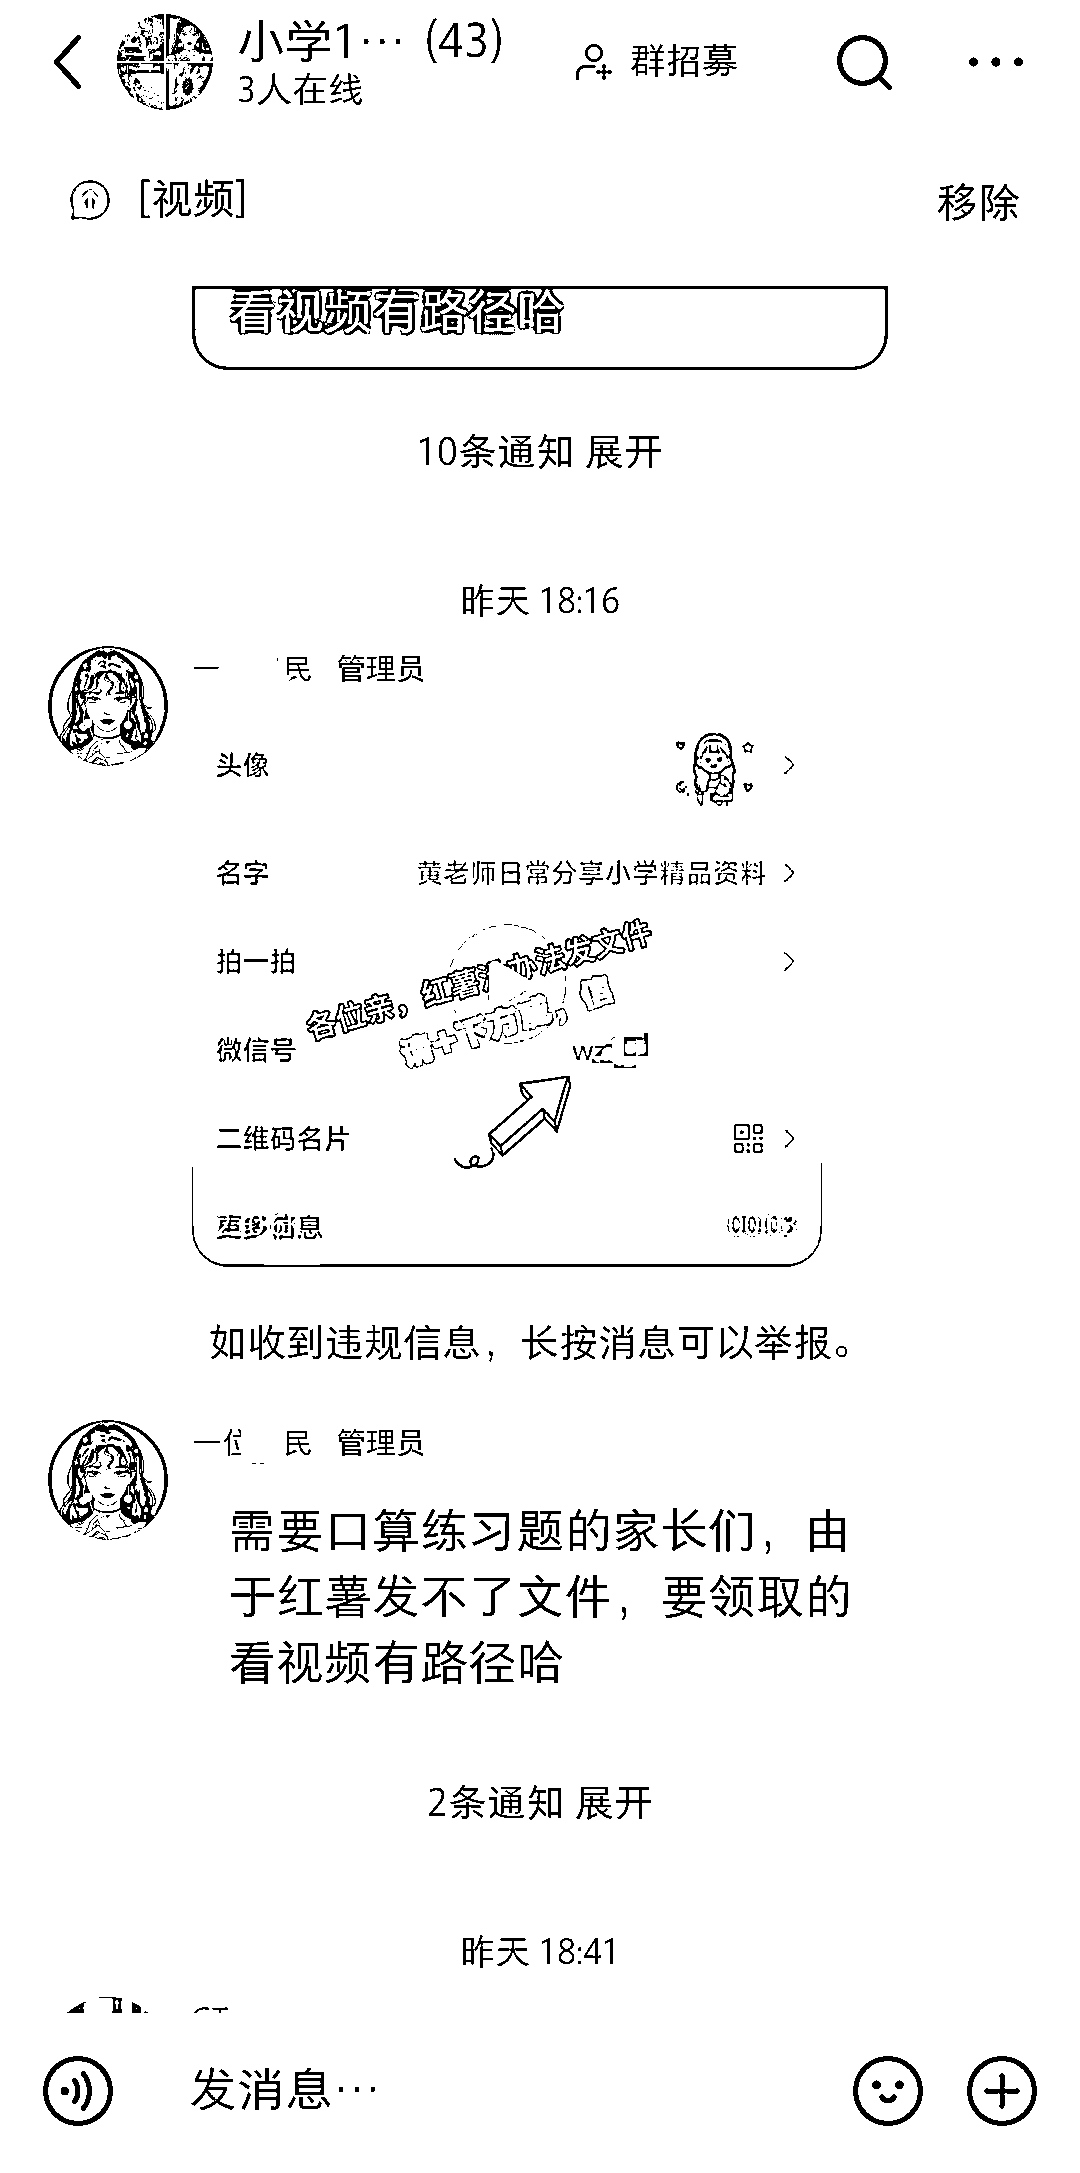 小学1… (43)
3人在线
群招募
[视频]
移除
看视频有路径哈
10条通知 展开
昨天 18:16
一 民 管理员
头像
名字 黄老师日常分享小学精品资料
拍一拍
各位亲，红薯没办法发文件
请+下方薇，信
微信号 wz
二维码名片
更多信息
如收到违规信息，长按消息可以举报。
一位 民 管理员
需要口算练习题的家长们，由
于红薯发不了文件，要领取的
看视频有路径哈
2条通知 展开
昨天 18:41
发消息…